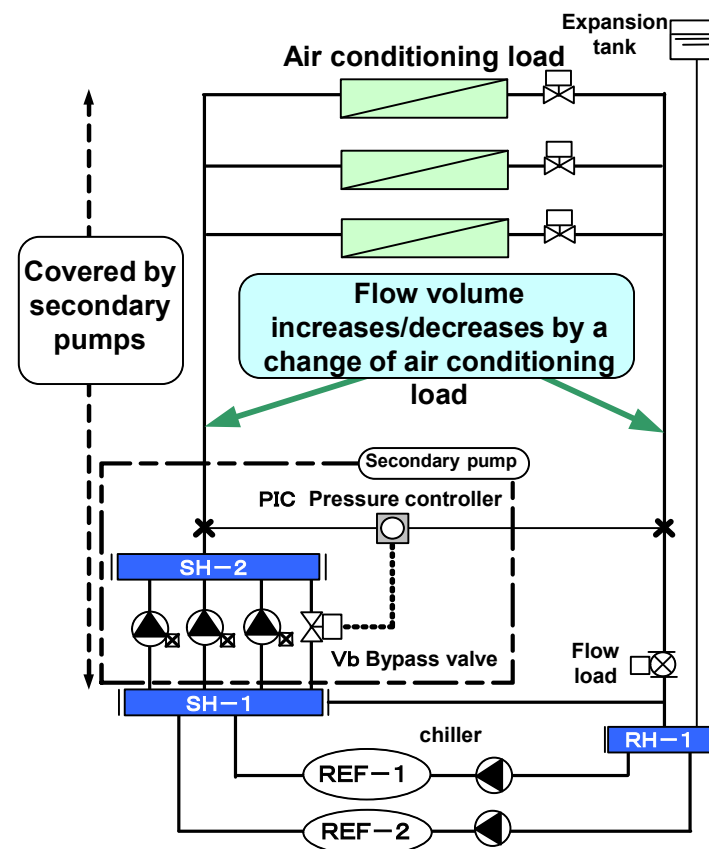 Expansion
tank
Air conditioning load
Covered by
secondary
pumps
Flow volume
increases/decreases by a
change of air conditioning
load
Secondary pump
PIC Pressure controller
SH-2
Vb Bypass valve
Flow
load
SH-1
chiller
RH-1
REF-1
REF-2